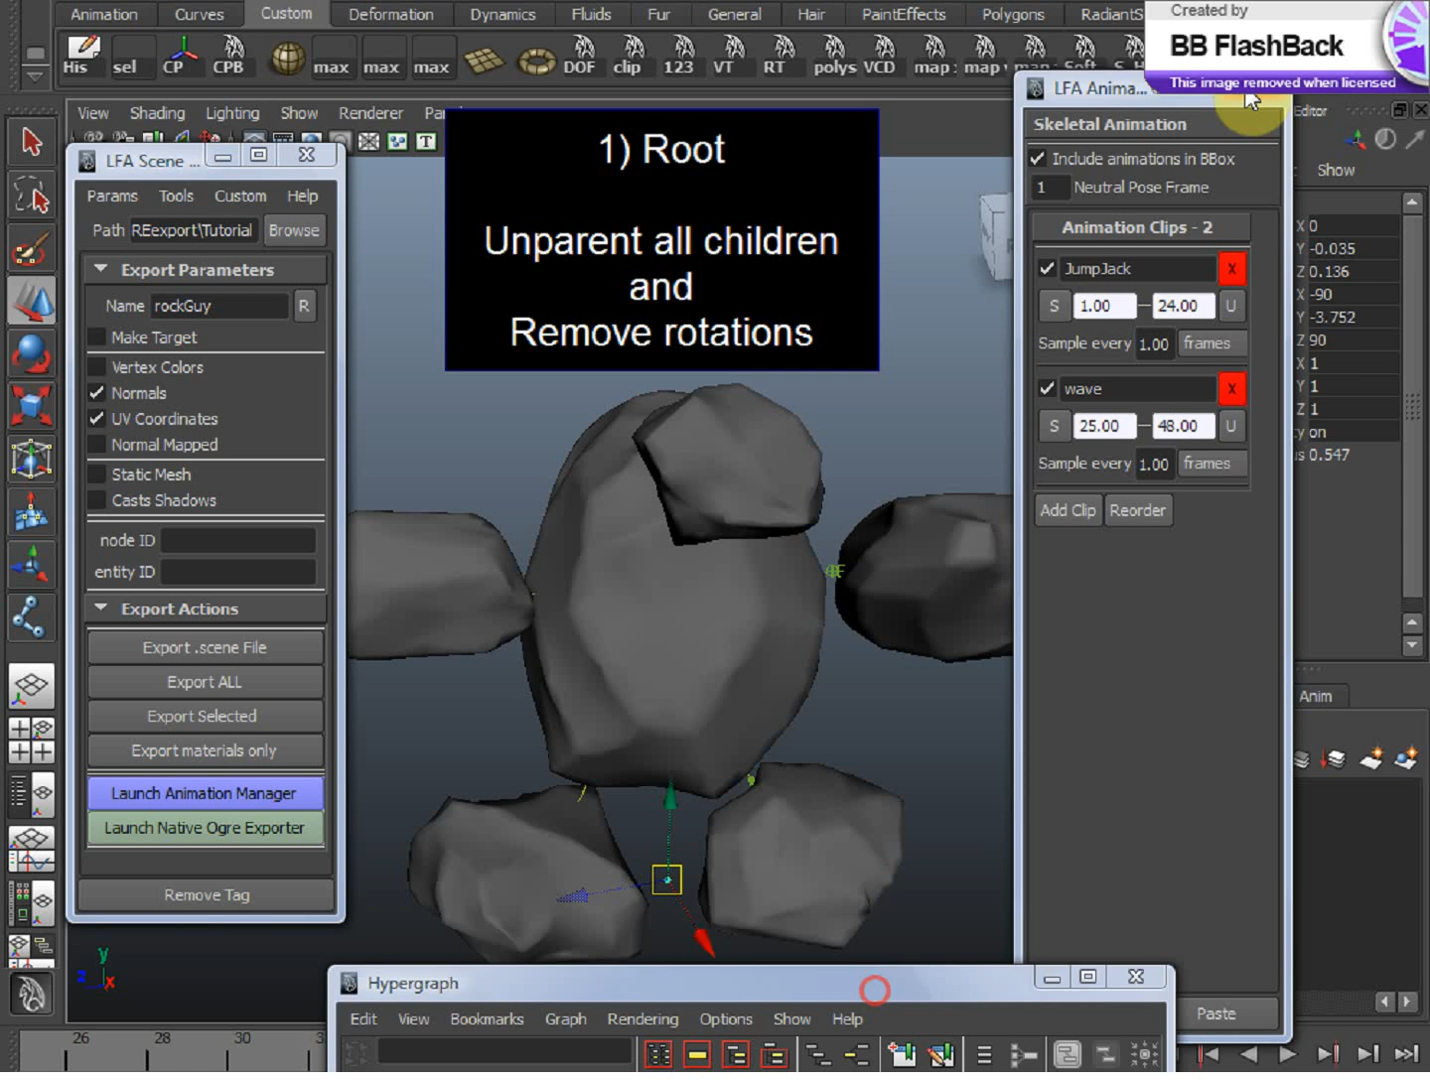 Animation Curves Custom Deformation Dynamics Fluids Fur General Hair PaintEffects Polygons RadiantS
Created by
BB FlashBack
This image removed when licensed
His sel CP CPB max max max DOF clip 123 VT RT polys VCD map
View Shading Lighting Show Renderer
1) Root
Unparent all children
and
Remove rotations
LFA Scene ...
Params Tools Custom Help
Path REexport\Tutorial Browse
Export Parameters
Name rockGuy R
Make Target
Vertex Colors
Normals
UV Coordinates
Normal Mapped
Static Mesh
Casts Shadows
node ID
entity ID
Export Actions
Export .scene File
Export ALL
Export Selected
Export materials only
Launch Animation Manager
Launch Native Ogre Exporter
Remove Tag
LFA Anima...
Skeletal Animation
Include animations in BBox
1 Neutral Pose Frame
Animation Clips - 2
JumpJack X
S 1.00 24.00 U
Sample every 1.00 frames
wave X
S 25.00 48.00 U
Sample every 1.00 frames
Add Clip Reorder
Paste
Editor
Show
X 0
Y -0.035
Z 0.136
X -90
Y -3.752
Z 90
X 1
Y 1
Z 1
on
0.547
Anim
y
z x
Hypergraph
Edit View Bookmarks Graph Rendering Options Show Help
26 28 30